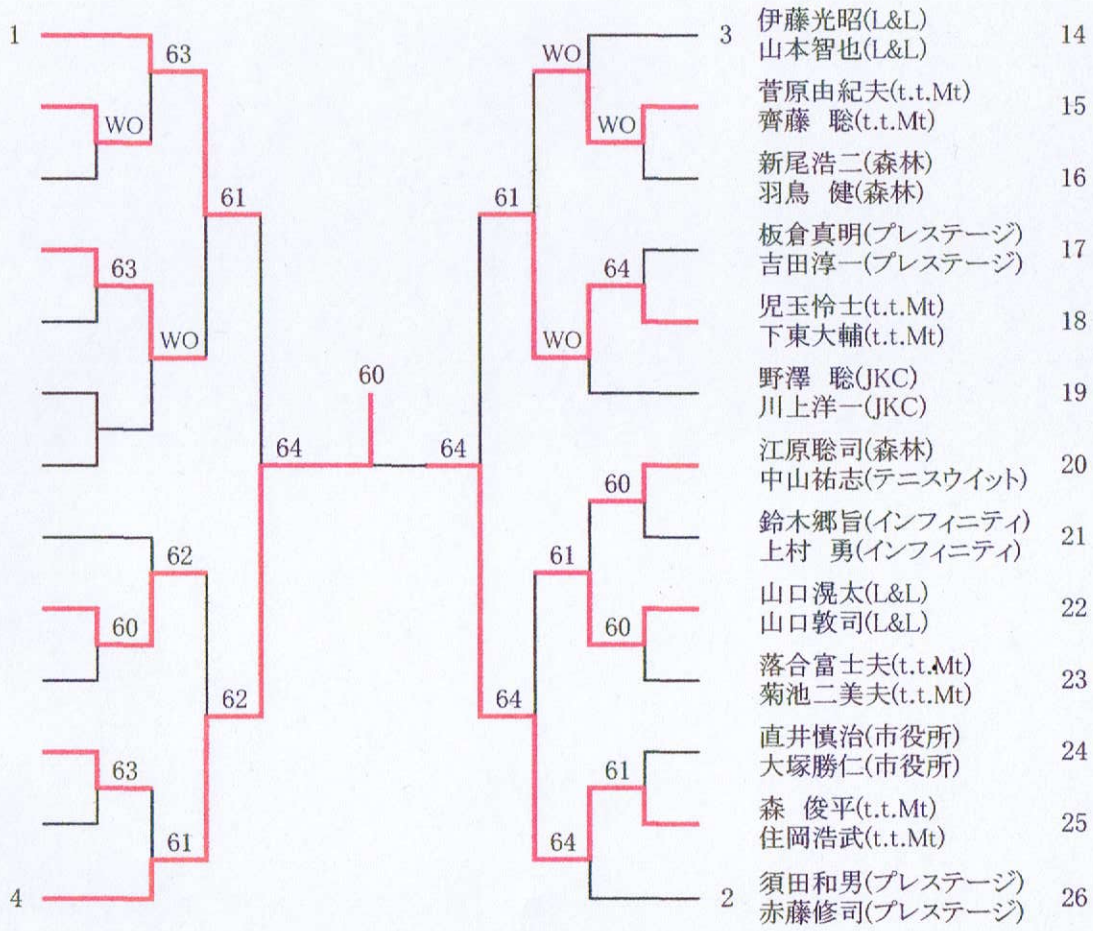 1
63
WO
61
63
WO
60
64
62
60
62
63
61
4
3
WO
WO
61
64
WO
64
60
61
60
64
61
64
2
伊藤光昭(L&L)
山本智也(L&L)
14
菅原由紀夫(t.t.Mt)
齊藤 聡(t.t.Mt)
15
新尾浩二(森林)
羽鳥 健(森林)
16
板倉真明(プレステージ)
吉田淳一(プレステージ)
17
児玉怜士(t.t.Mt)
下東大輔(t.t.Mt)
18
野澤 聡(JKC)
川上洋一(JKC)
19
江原聡司(森林)
中山祐志(テニスウイット)
20
鈴木郷旨(インフィニティ)
上村 勇(インフィニティ)
21
山口滉太(L&L)
山口敦司(L&L)
22
落合富士夫(t.t.Mt)
菊池二美夫(t.t.Mt)
23
直井慎治(市役所)
大塚勝仁(市役所)
24
森 俊平(t.t.Mt)
住岡浩武(t.t.Mt)
25
須田和男(プレステージ)
赤藤修司(プレステージ)
26